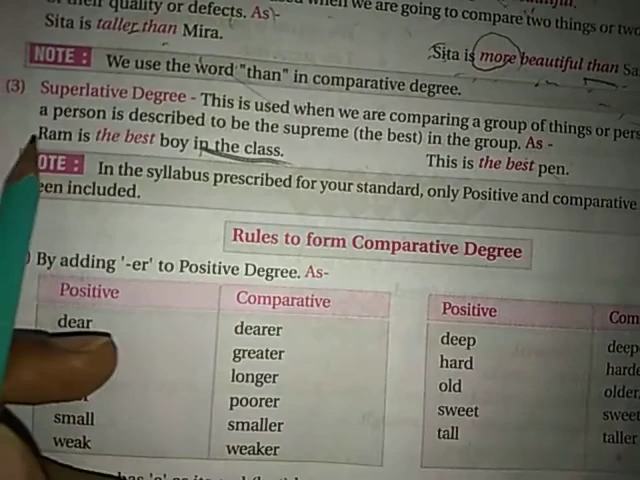 their quality or defects. As -
when we are going to compare two things or two
Sita is taller than Mira.
Sita is more beautiful than Sa
NOTE : We use the word "than" in comparative degree.
(3) Superlative Degree - This is used when we are comparing a group of things or pers
a person is described to be the supreme (the best) in the group. As -
Ram is the best boy in the class.
This is the best pen.
OTE : In the syllabus prescribed for your standard, only Positive and comparative
een included.
Rules to form Comparative Degree
) By adding '-er' to Positive Degree. As-
Positive Comparative
dear dearer
greater
longer
poorer
small smaller
weak weaker
Positive Com
deep deep
hard harde
old older
sweet sweet
tall taller